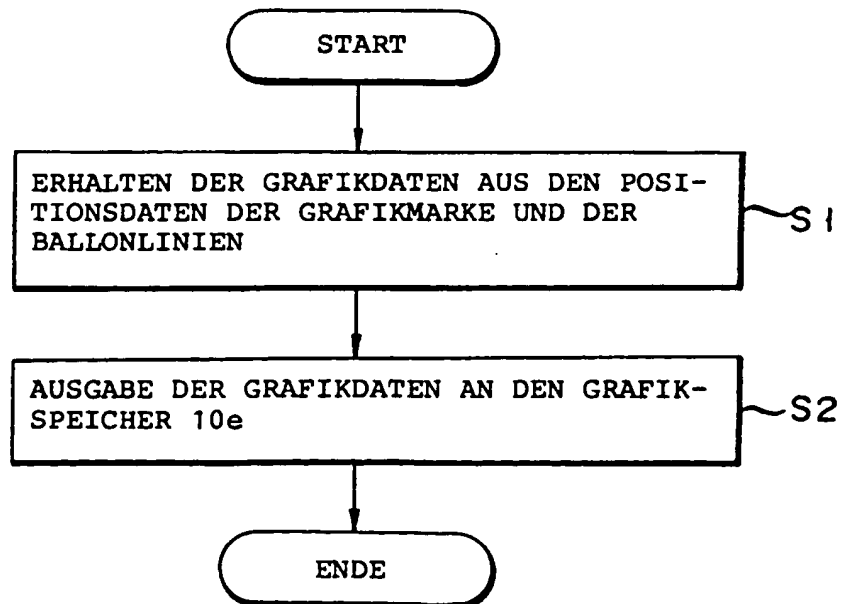 START
ERHALTEN DER GRAFIKDATEN AUS DEN POSI-
TIONSDATEN DER GRAFIKMARKE UND DER
BALLONLINIEN
S1
AUSGABE DER GRAFIKDATEN AN DEN GRAFIK-
SPEICHER 10e
S2
ENDE